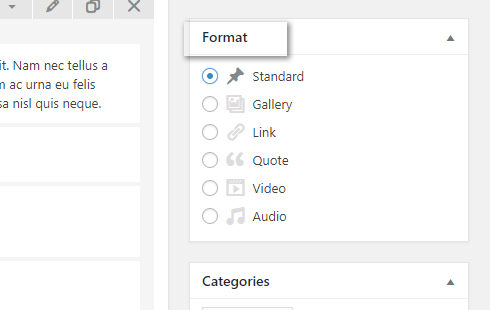 it. Nam nec tellus a
m ac urna eu felis
sa nisl quis neque.
Format
Standard
Gallery
Link
Quote
Video
Audio
Categories